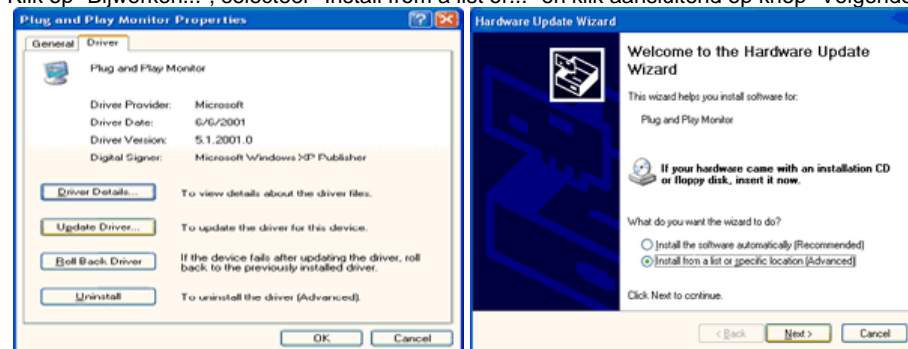 Klik op "Bijwerken...", selecteer "Install from a list or..." en klik aansluitend op knop "Volgende
Plug and Play Monitor Properties
General Driver
Plug and Play Monitor
Driver Provider: Microsoft
Driver Date: 6/6/2001
Driver Version: 5.1.2001.0
Digital Signer: Microsoft Windows XP Publisher
Driver Details... To view details about the driver files.
Update Driver... To update the driver for this device.
Roll Back Driver If the device fails after updating the driver, roll
back to the previously installed driver.
Uninstall To uninstall the driver (Advanced).
OK Cancel
Hardware Update Wizard
Welcome to the Hardware Update
Wizard
This wizard helps you install software for:
Plug and Play Monitor
If your hardware came with an installation CD
or floppy disk, insert it now.
What do you want the wizard to do?
Install the software automatically (Recommended)
Install from a list or specific location (Advanced)
Click Next to continue.
< Back Next > Cancel